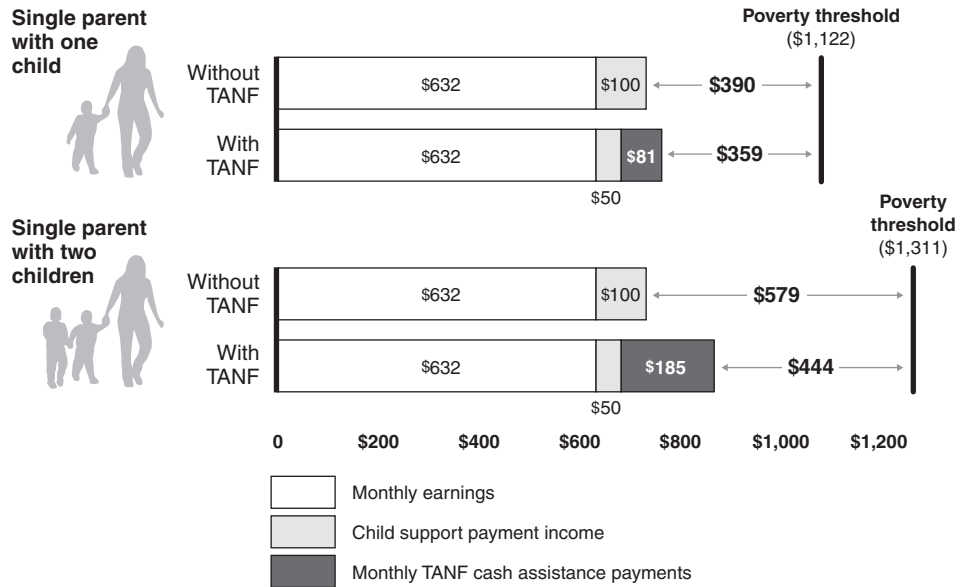 Single parent
with one
child
Poverty threshold
($1,122)
Without
TANF
$632
$100
$390
With
TANF
$632
$81
$359
$50
Single parent
with two
children
Poverty
threshold
($1,311)
Without
TANF
$632
$100
$579
With
TANF
$632
$185
$444
$50
0 $200 $400 $600 $800 $1,000 $1,200
Monthly earnings
Child support payment income
Monthly TANF cash assistance payments